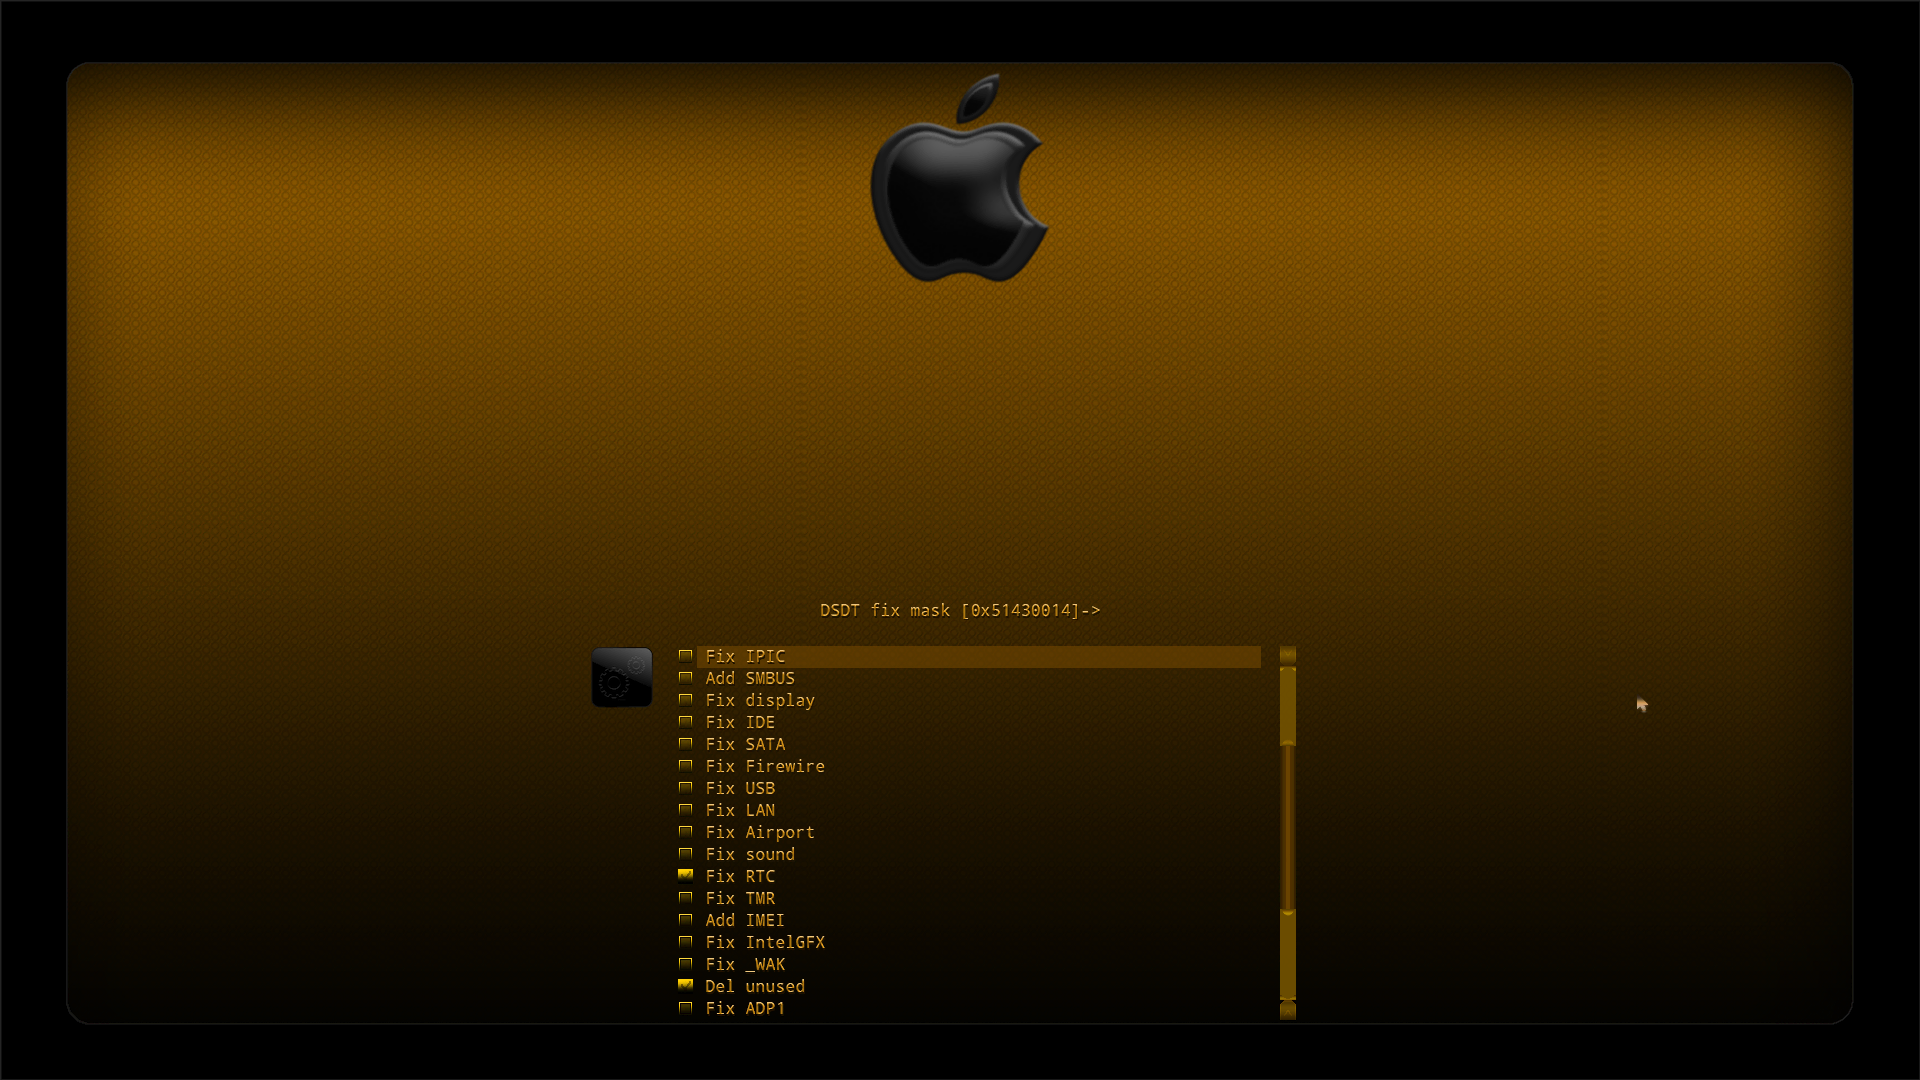 DSDT fix mask [0x51430014]->
Fix IPIC
Add SMBUS
Fix display
Fix IDE
Fix SATA
Fix Firewire
Fix USB
Fix LAN
Fix Airport
Fix sound
Fix RTC
Fix TMR
Add IMEI
Fix IntelGFX
Fix _WAK
Del unused
Fix ADP1